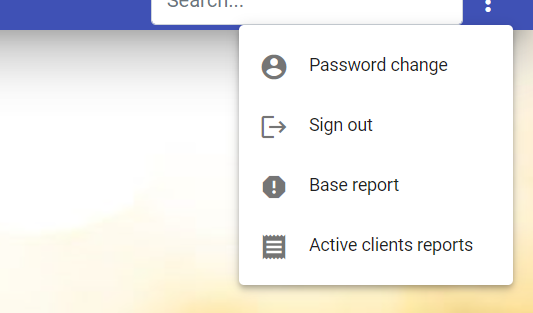 Search...
Password change
Sign out
Base report
Active clients reports